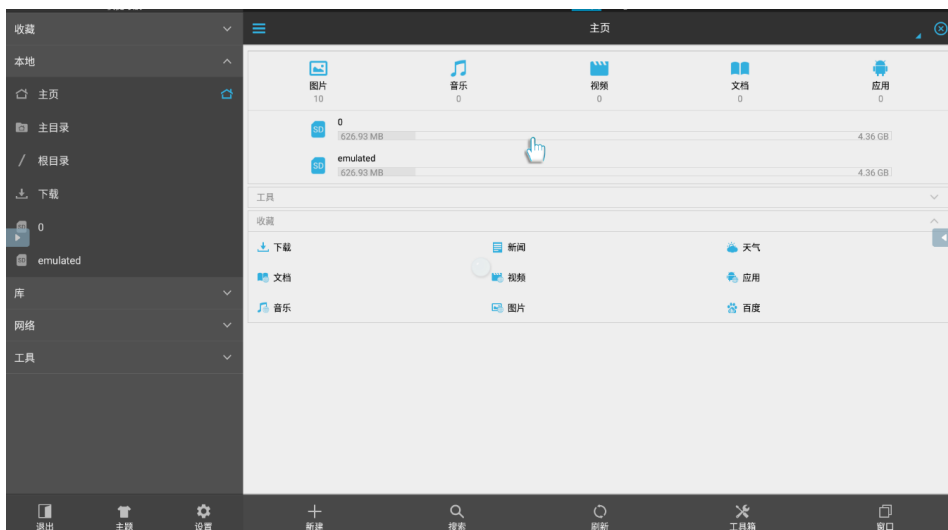 收藏
本地
主页
主目录
/ 根目录
下载
0
emulated
库
网络
工具
退出
主题
设置
主页
图片
10
音乐
0
视频
0
文档
0
应用
0
SD
0
626.93 MB
4.36 GB
SD
emulated
626.93 MB
4.36 GB
工具
收藏
下载
新闻
天气
文档
视频
应用
音乐
图片
百度
新建
搜索
刷新
工具箱
窗口